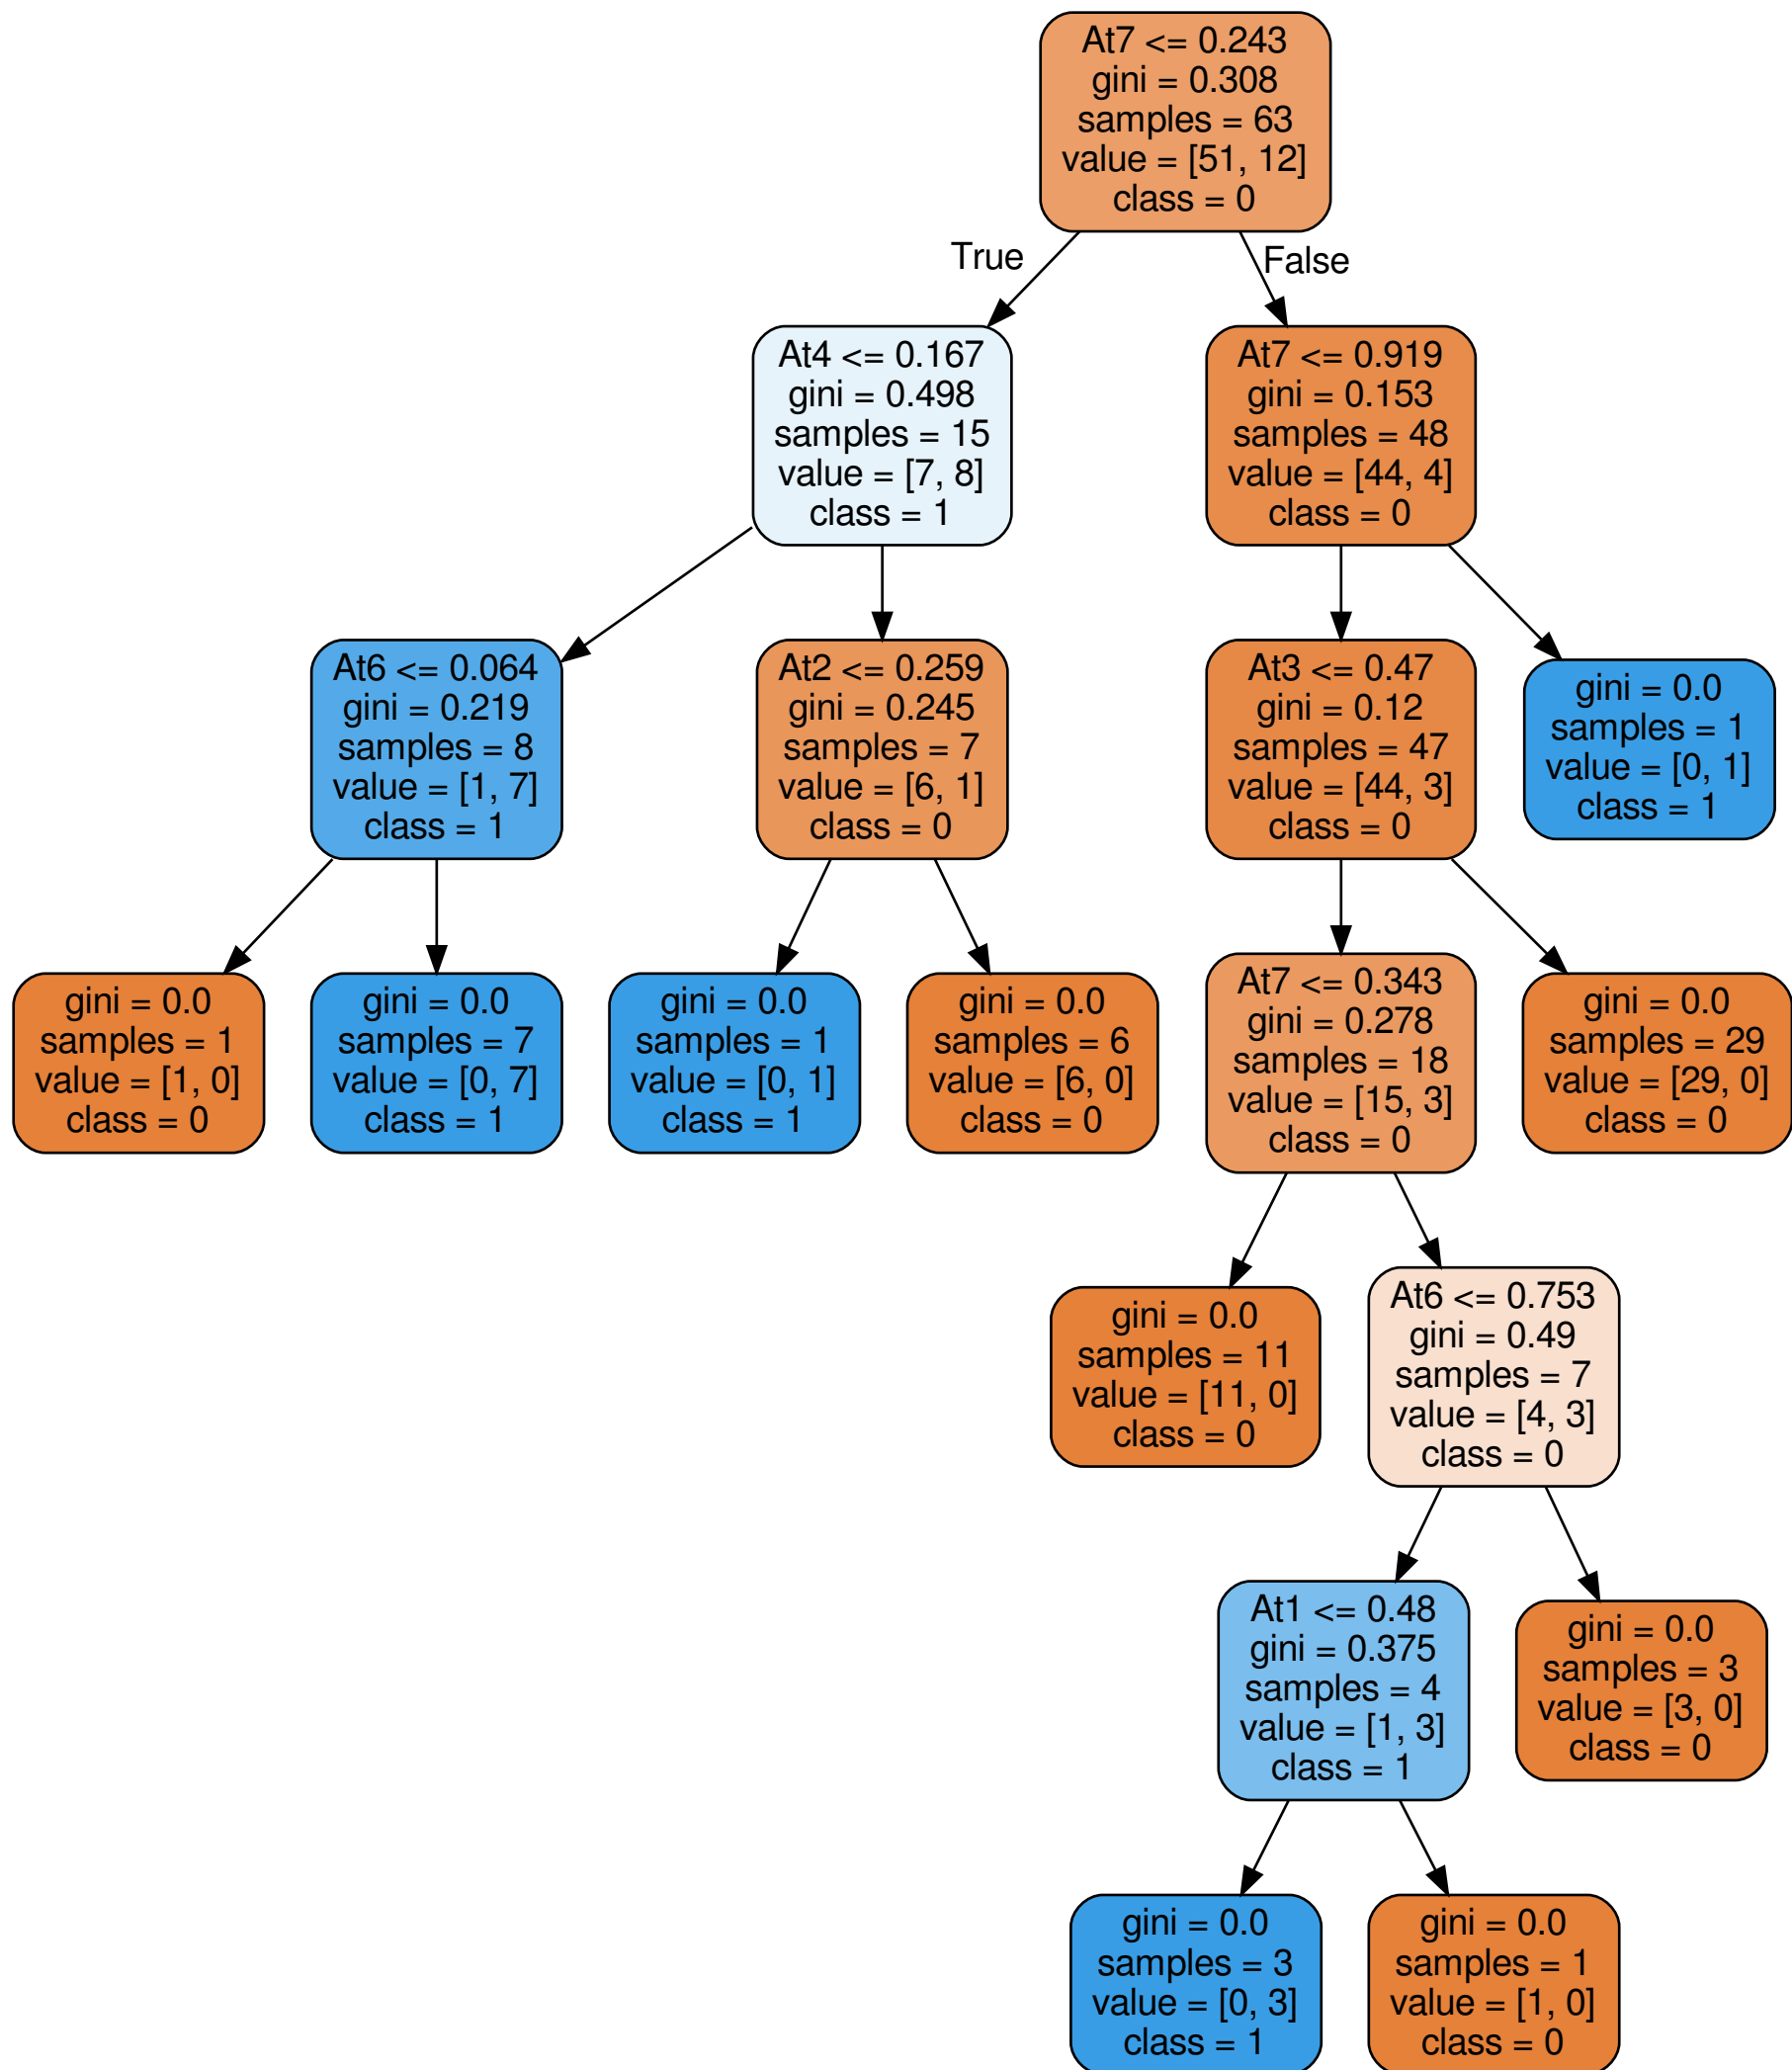 At7 <= 0.243
gini = 0.308
samples = 63
value = [51, 12]
class = 0
True
False
At4 <= 0.167
gini = 0.498
samples = 15
value = [7, 8]
class = 1
At7 <= 0.919
gini = 0.153
samples = 48
value = [44, 4]
class = 0
At6 <= 0.064
gini = 0.219
samples = 8
value = [1, 7]
class = 1
At2 <= 0.259
gini = 0.245
samples = 7
value = [6, 1]
class = 0
At3 <= 0.47
gini = 0.12
samples = 47
value = [44, 3]
class = 0
gini = 0.0
samples = 1
value = [0, 1]
class = 1
gini = 0.0
samples = 1
value = [1, 0]
class = 0
gini = 0.0
samples = 7
value = [0, 7]
class = 1
gini = 0.0
samples = 1
value = [0, 1]
class = 1
gini = 0.0
samples = 6
value = [6, 0]
class = 0
At7 <= 0.343
gini = 0.278
samples = 18
value = [15, 3]
class = 0
gini = 0.0
samples = 29
value = [29, 0]
class = 0
gini = 0.0
samples = 11
value = [11, 0]
class = 0
At6 <= 0.753
gini = 0.49
samples = 7
value = [4, 3]
class = 0
At1 <= 0.48
gini = 0.375
samples = 4
value = [1, 3]
class = 1
gini = 0.0
samples = 3
value = [3, 0]
class = 0
gini = 0.0
samples = 3
value = [0, 3]
class = 1
gini = 0.0
samples = 1
value = [1, 0]
class = 0